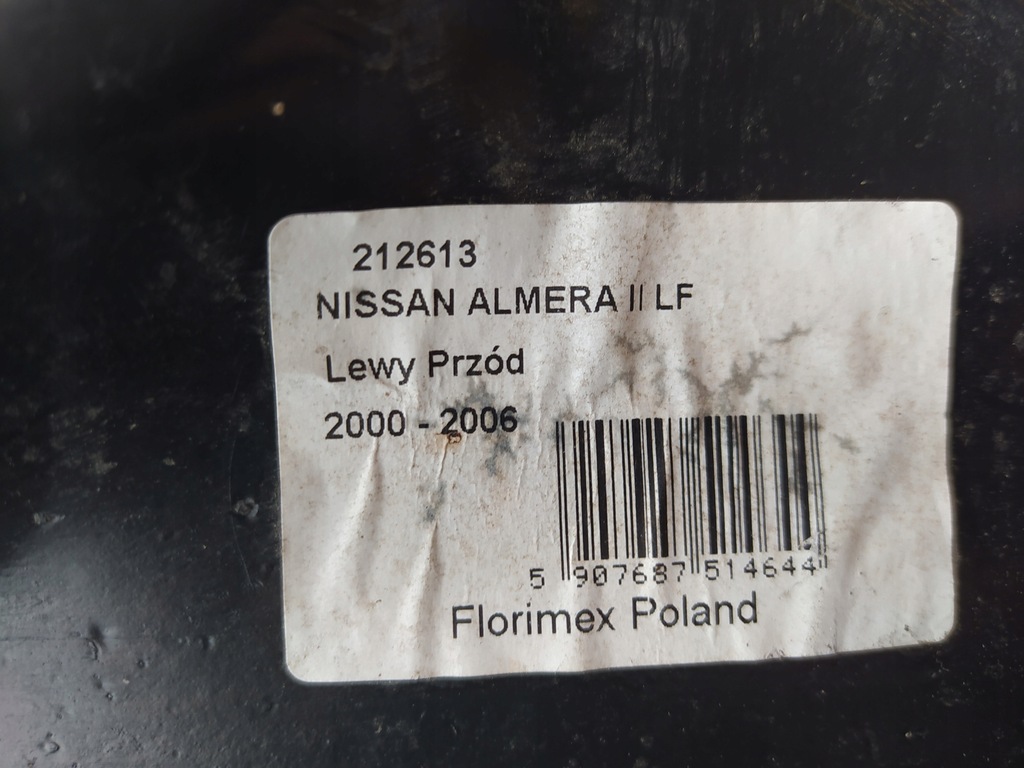 212613
NISSAN ALMERA II LF
Lewy Przód
2000 - 2006
5 907687 514644
Florimex Poland